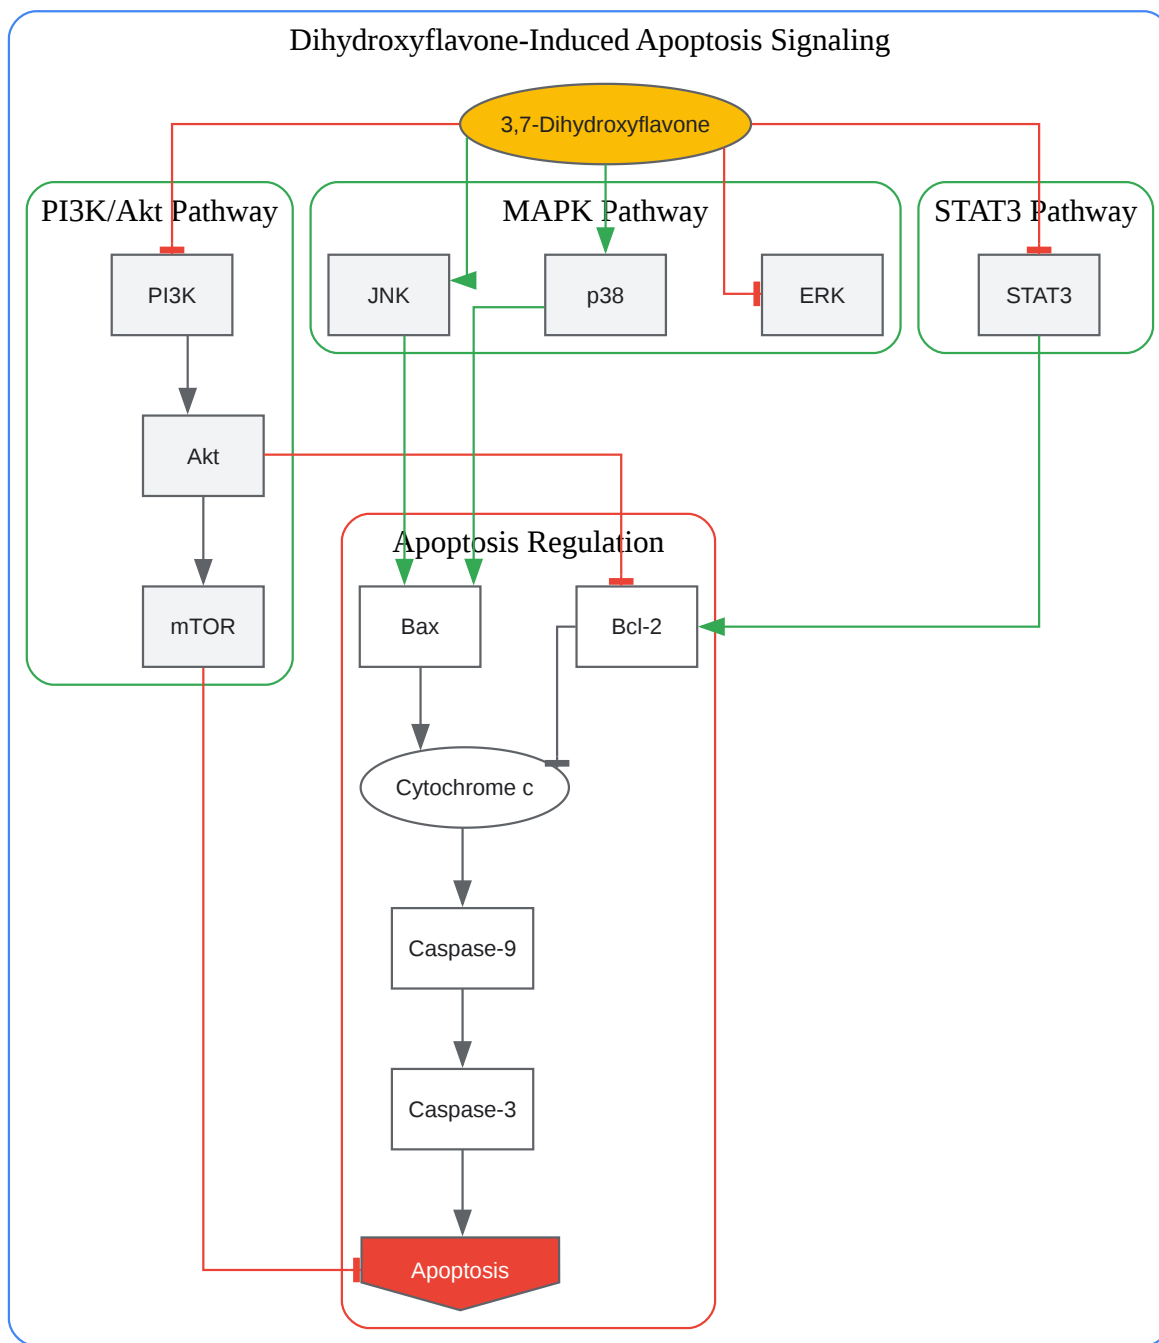 Dihydroxyflavone-Induced Apoptosis Signaling
3,7-Dihydroxyflavone
PI3K/Akt Pathway
MAPK Pathway
STAT3 Pathway
PI3K
JNK
p38
ERK
STAT3
Akt
Apoptosis Regulation
mTOR
Bax
Bcl-2
Cytochrome c
Caspase-9
Caspase-3
Apoptosis